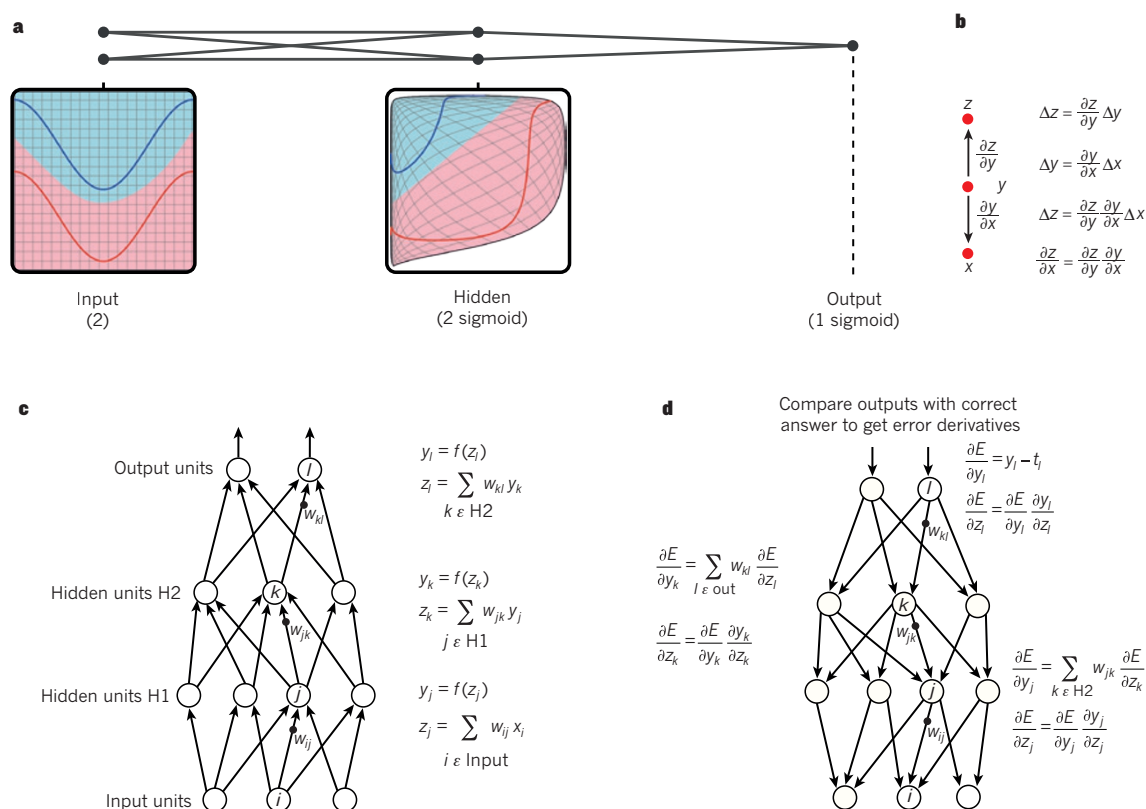 a
Input
(2)
Hidden
(2 sigmoid)
Output
(1 sigmoid)
b
z
∂z/∂y
y
∂y/∂x
x
Δz = ∂z/∂y Δy
Δy = ∂y/∂x Δx
Δz = ∂z/∂y ∂y/∂x Δx
∂z/∂x = ∂z/∂y ∂y/∂x
c
Output units
l
w_kl
y_l = f(z_l)
z_l = ∑ w_kl y_k
k ε H2
Hidden units H2
k
w_jk
y_k = f(z_k)
z_k = ∑ w_jk y_j
j ε H1
Hidden units H1
j
w_ij
y_j = f(z_j)
z_j = ∑ w_ij x_i
i ε Input
Input units
i
d
Compare outputs with correct
answer to get error derivatives
l
w_kl
∂E/∂y_l = y_l − t_l
∂E/∂z_l = ∂E/∂y_l ∂y_l/∂z_l
∂E/∂y_k = ∑ w_kl ∂E/∂z_l
l ε out
∂E/∂z_k = ∂E/∂y_k ∂y_k/∂z_k
k
w_jk
∂E/∂y_j = ∑ w_jk ∂E/∂z_k
k ε H2
∂E/∂z_j = ∂E/∂y_j ∂y_j/∂z_j
j
w_ij
i